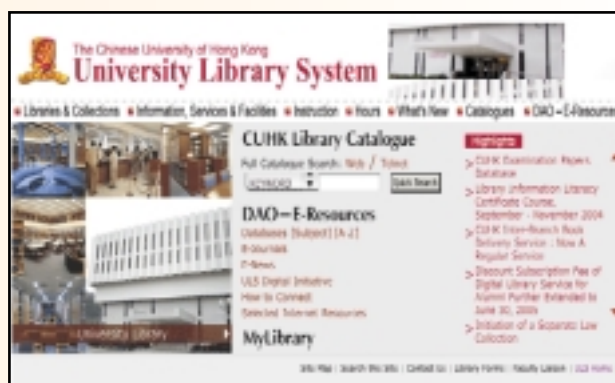 The Chinese University of Hong Kong
University Library System
Libraries & Collections Information, Services & Facilities Instruction Hours What's New Catalogues DAO-E-Resources
CUHK Library Catalogue
Full Catalogue Search: Web / Telnet
KEYWORD Quick Search
DAO-E-Resources
Databases [Subject] [A-Z]
E-Journals
E-News
ULS Digital Initiative
How to Connect
Selected Internet Resources
MyLibrary
University Library
Highlights
> CUHK Examination Papers
Database
> Library Information Literacy
Certificate Course,
September - November 2004
> CUHK Inter-Branch Book
Delivery Service : Now A
Regular Service
> Discount Subscription Fee of
Digital Library Service for
Alumni Further Extended to
June 30, 2005
> Initiation of a Separate Law
Collection
Site Map | Search the Site | Contact Us | Library Forms | Faculty Liaison | ULS Home